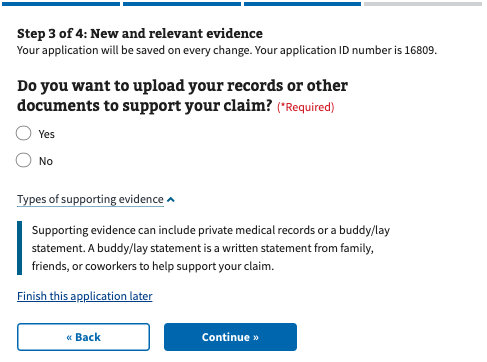 Step 3 of 4: New and relevant evidence
Your application will be saved on every change. Your application ID number is 16809.
Do you want to upload your records or other
documents to support your claim? (*Required)
Yes
No
Types of supporting evidence
Supporting evidence can include private medical records or a buddy/lay
statement. A buddy/lay statement is a written statement from family,
friends, or coworkers to help support your claim.
Finish this application later
« Back
Continue »